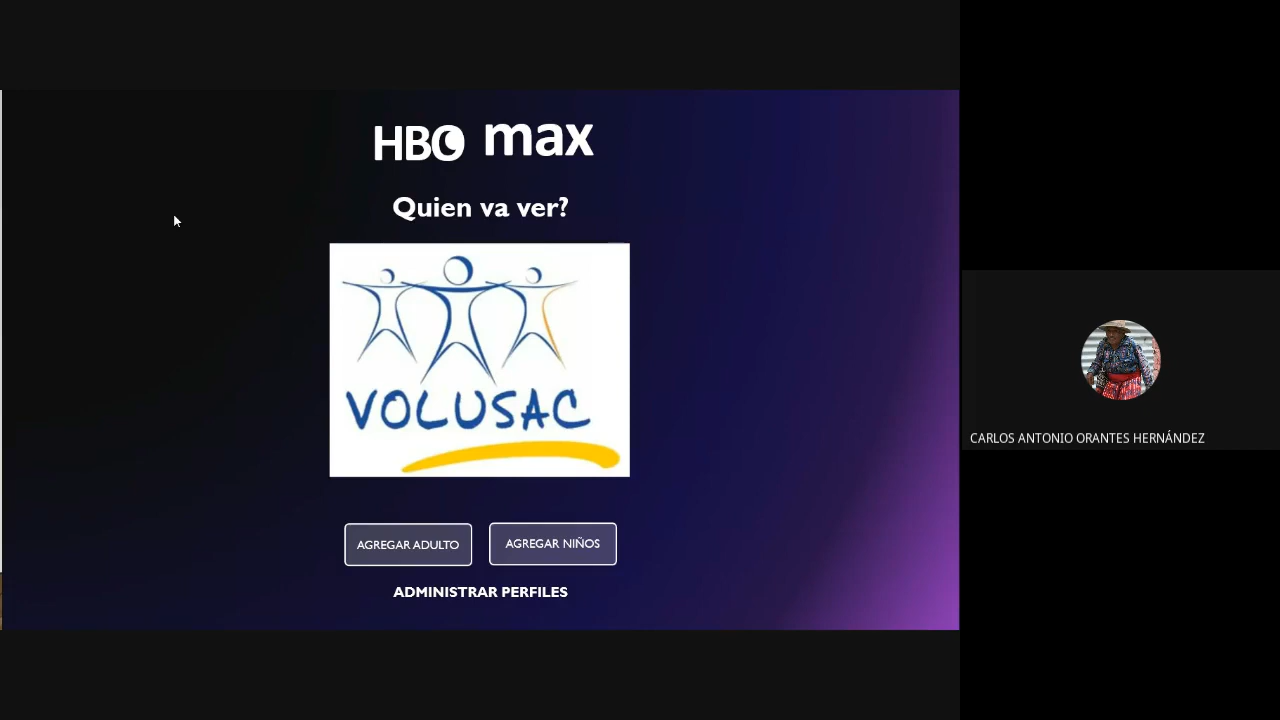 HBO max
Quien va ver?
VOLUSAC
AGREGAR ADULTO
AGREGAR NIÑOS
ADMINISTRAR PERFILES
CARLOS ANTONIO ORANTES HERNÁNDEZ